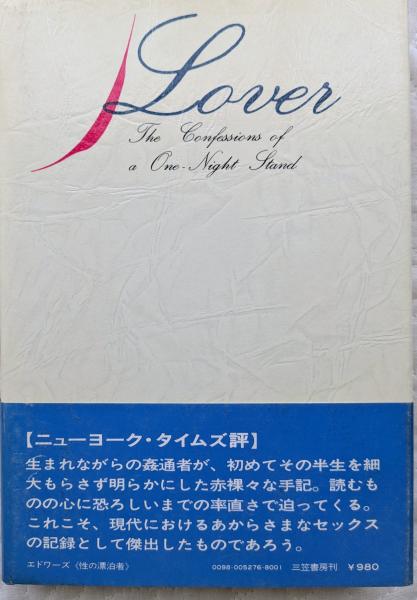 Lover
The Confessions of
a One-Night Stand
【ニューヨーク・タイムズ評】
生まれながらの姦通者が、初めてその半生を細
大もらさず明らかにした赤裸々な手記。読むも
のの心に恐ろしいまでの率直さで迫ってくる。
これこそ、現代におけるあからさまなセックス
の記録として傑出したものであろう。
エドワーズ〈性の漂泊者〉 0098-005276-8001 三笠書房刊 ¥980